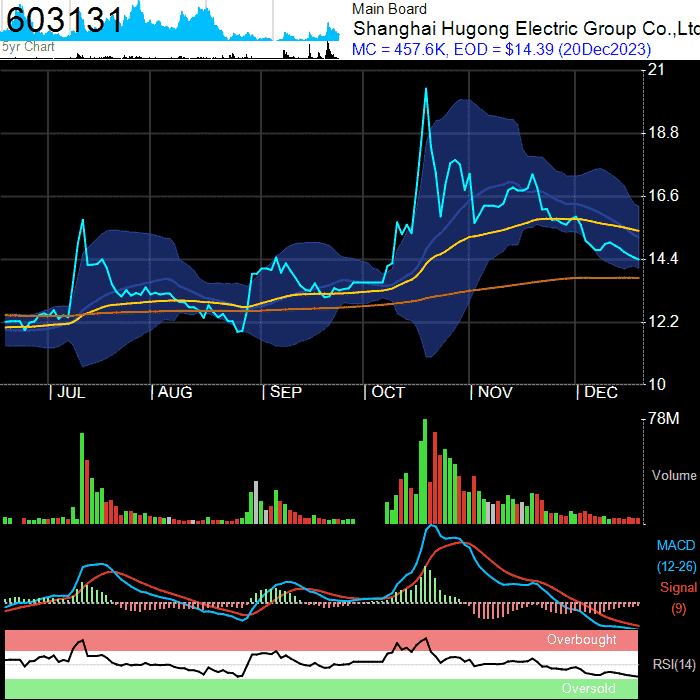 603131
Main Board
Shanghai Hugong Electric Group Co.,Ltd
5yr Chart
MC = 457.6K, EOD = $14.39 (20Dec2023)
21
18.8
16.6
14.4
12.2
10
JUL
AUG
SEP
OCT
NOV
DEC
78M
Volume
MACD
(12-26)
Signal
(9)
Overbought
RSI(14)
Oversold